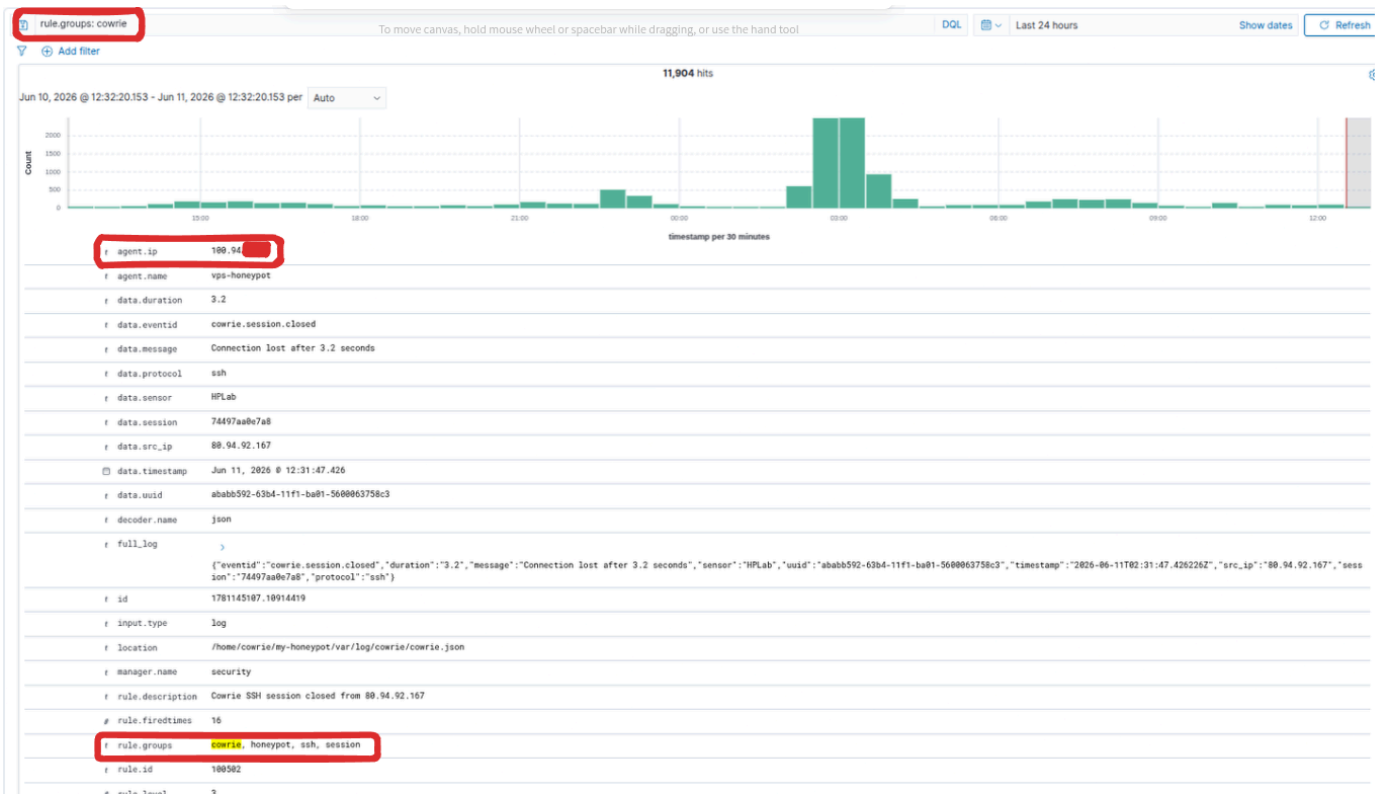 rule.groups: cowrie
To move canvas, hold mouse wheel or spacebar while dragging, or use the hand tool
DQL
Last 24 hours
Show dates
Refresh
Add filter
11,904 hits
Jun 10, 2026 @ 12:32:20.153 - Jun 11, 2026 @ 12:32:20.153 per
Auto
Count
2000
1500
1000
500
0
15:00
18:00
21:00
00:00
03:00
06:00
09:00
12:00
timestamp per 30 minutes
t agent.ip 100.94.
t agent.name vps-honeypot
t data.duration 3.2
t data.eventid cowrie.session.closed
t data.message Connection lost after 3.2 seconds
t data.protocol ssh
t data.sensor HPLab
t data.session 74497aa0e7a8
t data.src_ip 80.94.92.167
data.timestamp Jun 11, 2026 @ 12:31:47.426
t data.uuid ababb592-63b4-11f1-ba01-5600063758c3
t decoder.name json
t full_log
{"eventid":"cowrie.session.closed","duration":"3.2","message":"Connection lost after 3.2 seconds","sensor":"HPLab","uuid":"ababb592-63b4-11f1-ba01-5600063758c3","timestamp":"2026-06-11T02:31:47.426226Z","src_ip":"80.94.92.167","sess
ion":"74497aa0e7a8","protocol":"ssh"}
t id 1781145107.10914419
t input.type log
t location /home/cowrie/my-honeypot/var/log/cowrie/cowrie.json
t manager.name security
t rule.description Cowrie SSH session closed from 80.94.92.167
# rule.firedtimes 16
t rule.groups cowrie, honeypot, ssh, session
t rule.id 100502
# rule.level 3